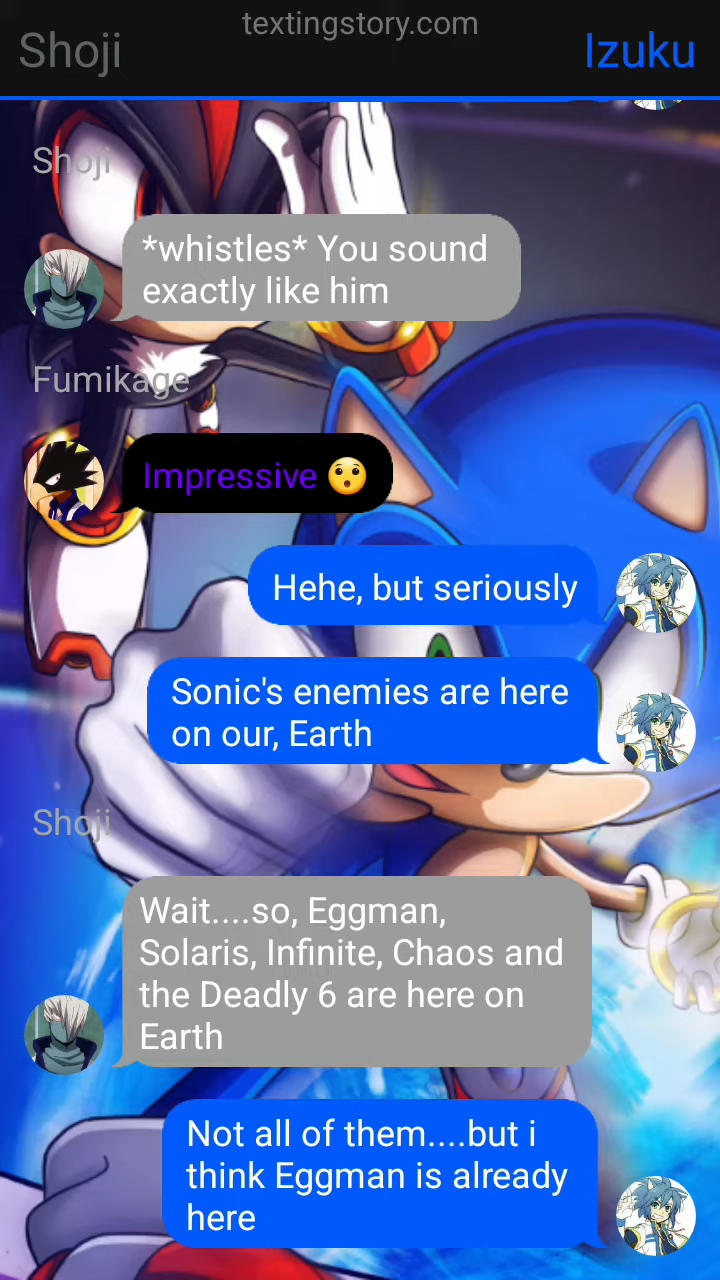 textingstory.com
Shoji
Izuku
Shoji
*whistles* You sound
exactly like him
Fumikage
Impressive 😯
Hehe, but seriously
Sonic's enemies are here
on our, Earth
Shoji
Wait....so, Eggman,
Solaris, Infinite, Chaos and
the Deadly 6 are here on
Earth
Not all of them....but i
think Eggman is already
here